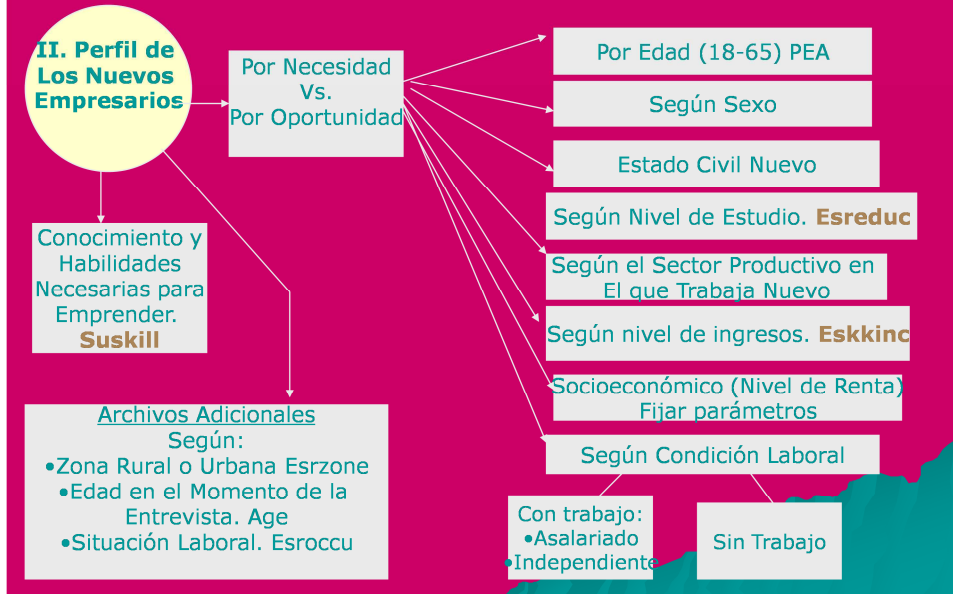 II. Perfil de
Los Nuevos
Empresarios
Por Necesidad
Vs.
Por Oportunidad
Por Edad (18-65) PEA
Según Sexo
Estado Civil Nuevo
Según Nivel de Estudio. Esreduc
Según el Sector Productivo en
El que Trabaja Nuevo
Según nivel de ingresos. Eskkinc
Socioeconómico (Nivel de Renta)
Fijar parámetros
Según Condición Laboral
Con trabajo:
•Asalariado
•Independiente
Sin Trabajo
Conocimiento y
Habilidades
Necesarias para
Emprender.
Suskill
Archivos Adicionales
Según:
•Zona Rural o Urbana Esrzone
•Edad en el Momento de la
Entrevista. Age
•Situación Laboral. Esroccu